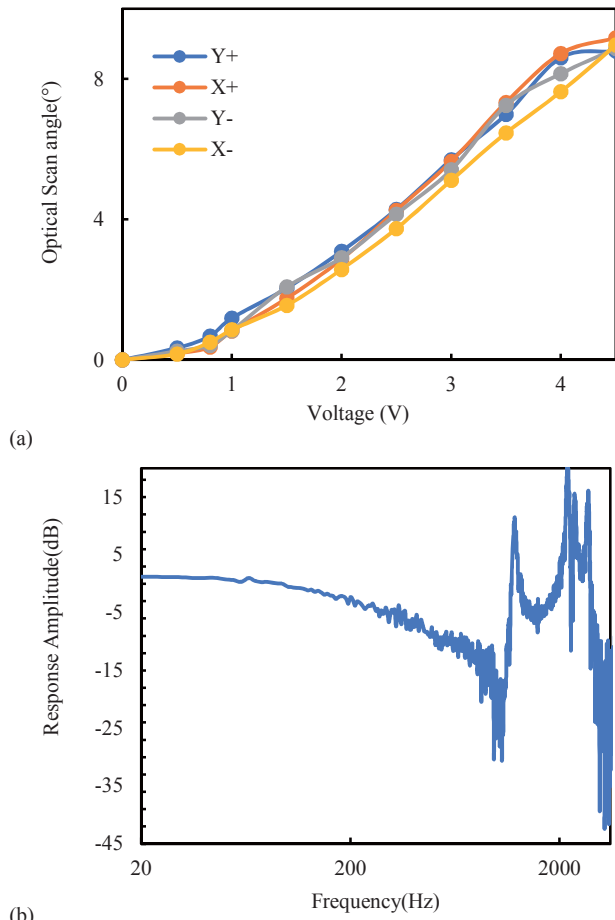 8
4
0
Optical Scan angle(°)
Y+
X+
Y-
X-
0
1
2
3
4
Voltage (V)
(a)
15
5
-5
-15
-25
-35
-45
Response Amplitude(dB)
20
200
2000
Frequency(Hz)
(b)